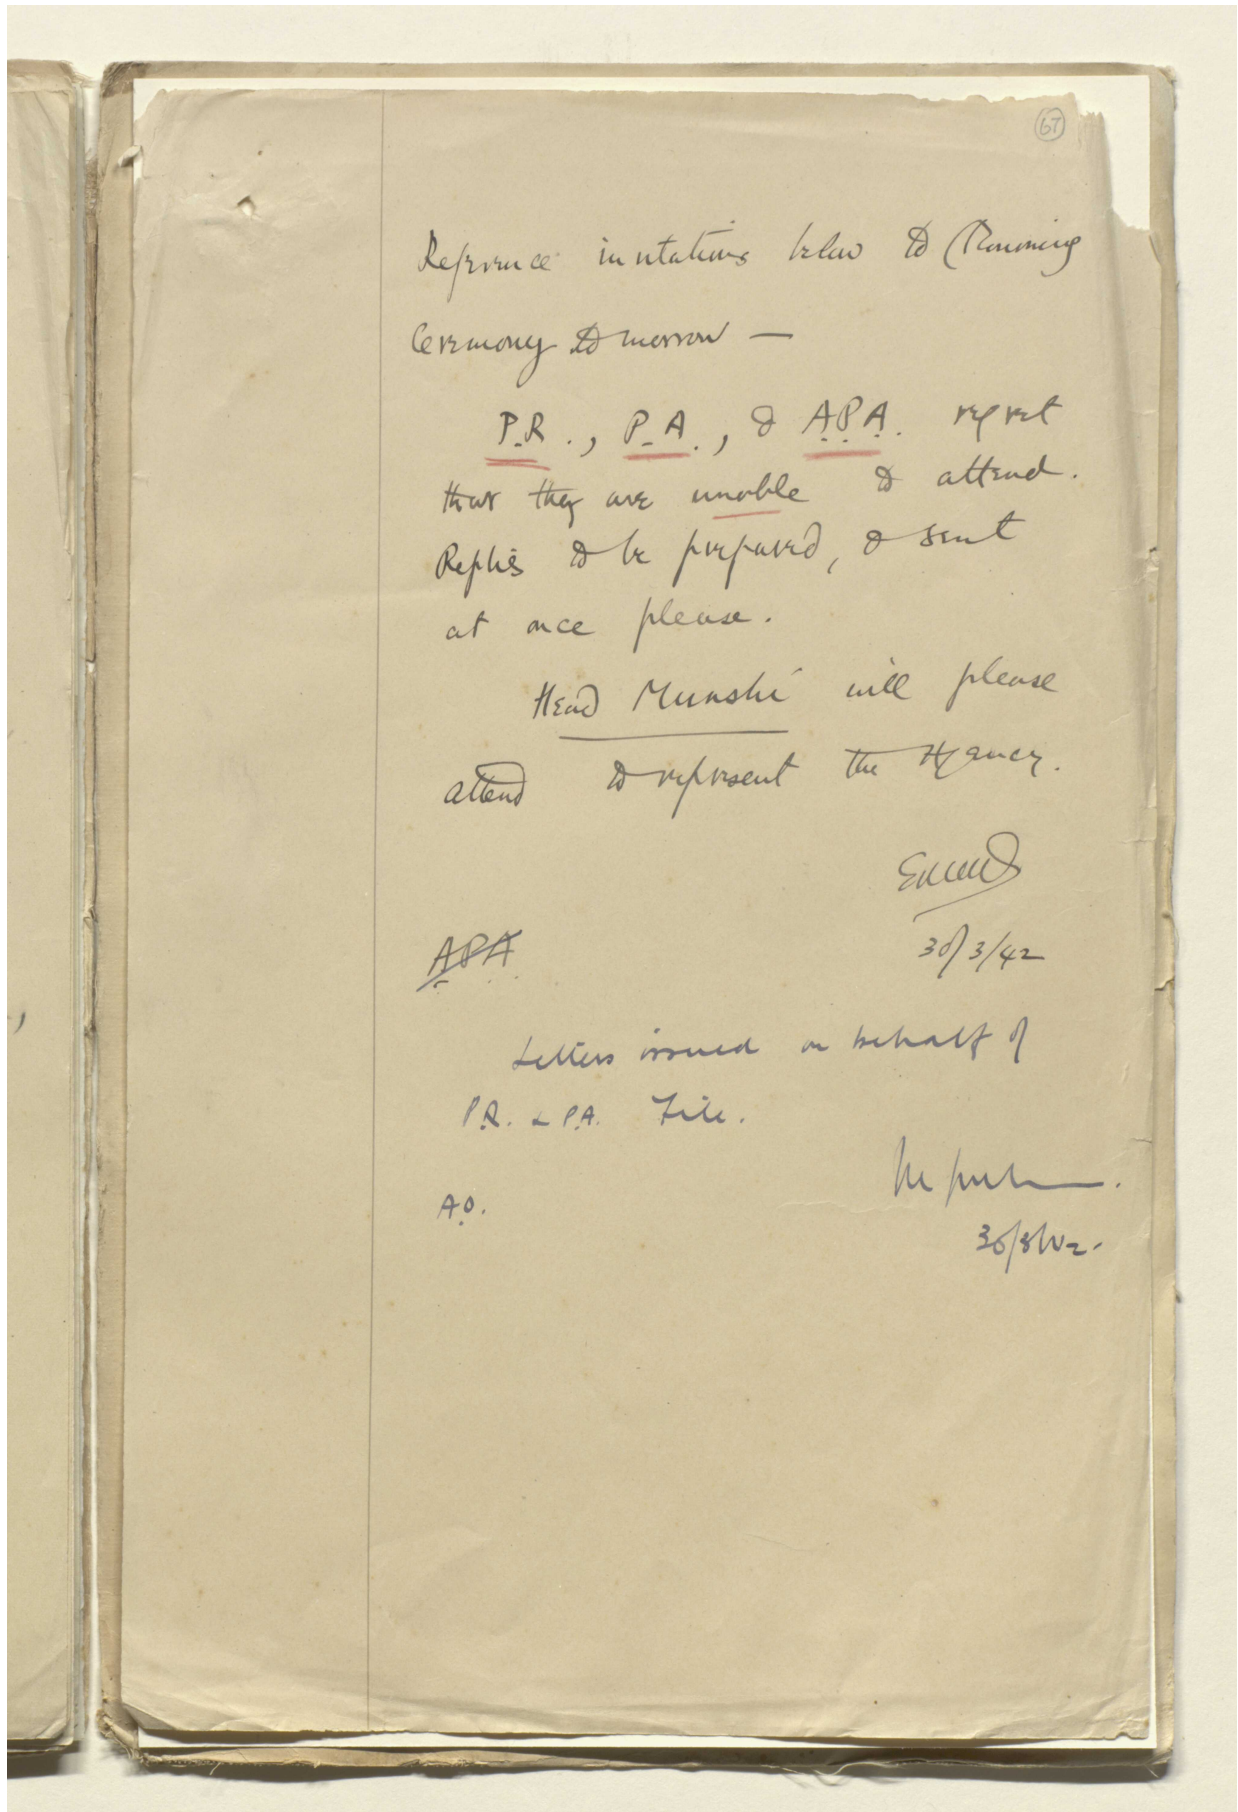 67
Reference invitations below to
Ceremony tomorrow —
P.R., P.A., & A.P.A. regret
that they are unable to attend.
Replies to be prepared, & sent
at once please.
Head Munshi will please
attend to represent the Agency.
30/3/42
APA
Letters issued on behalf of
P.R. & P.A. File.
A.O.
30/3/42.